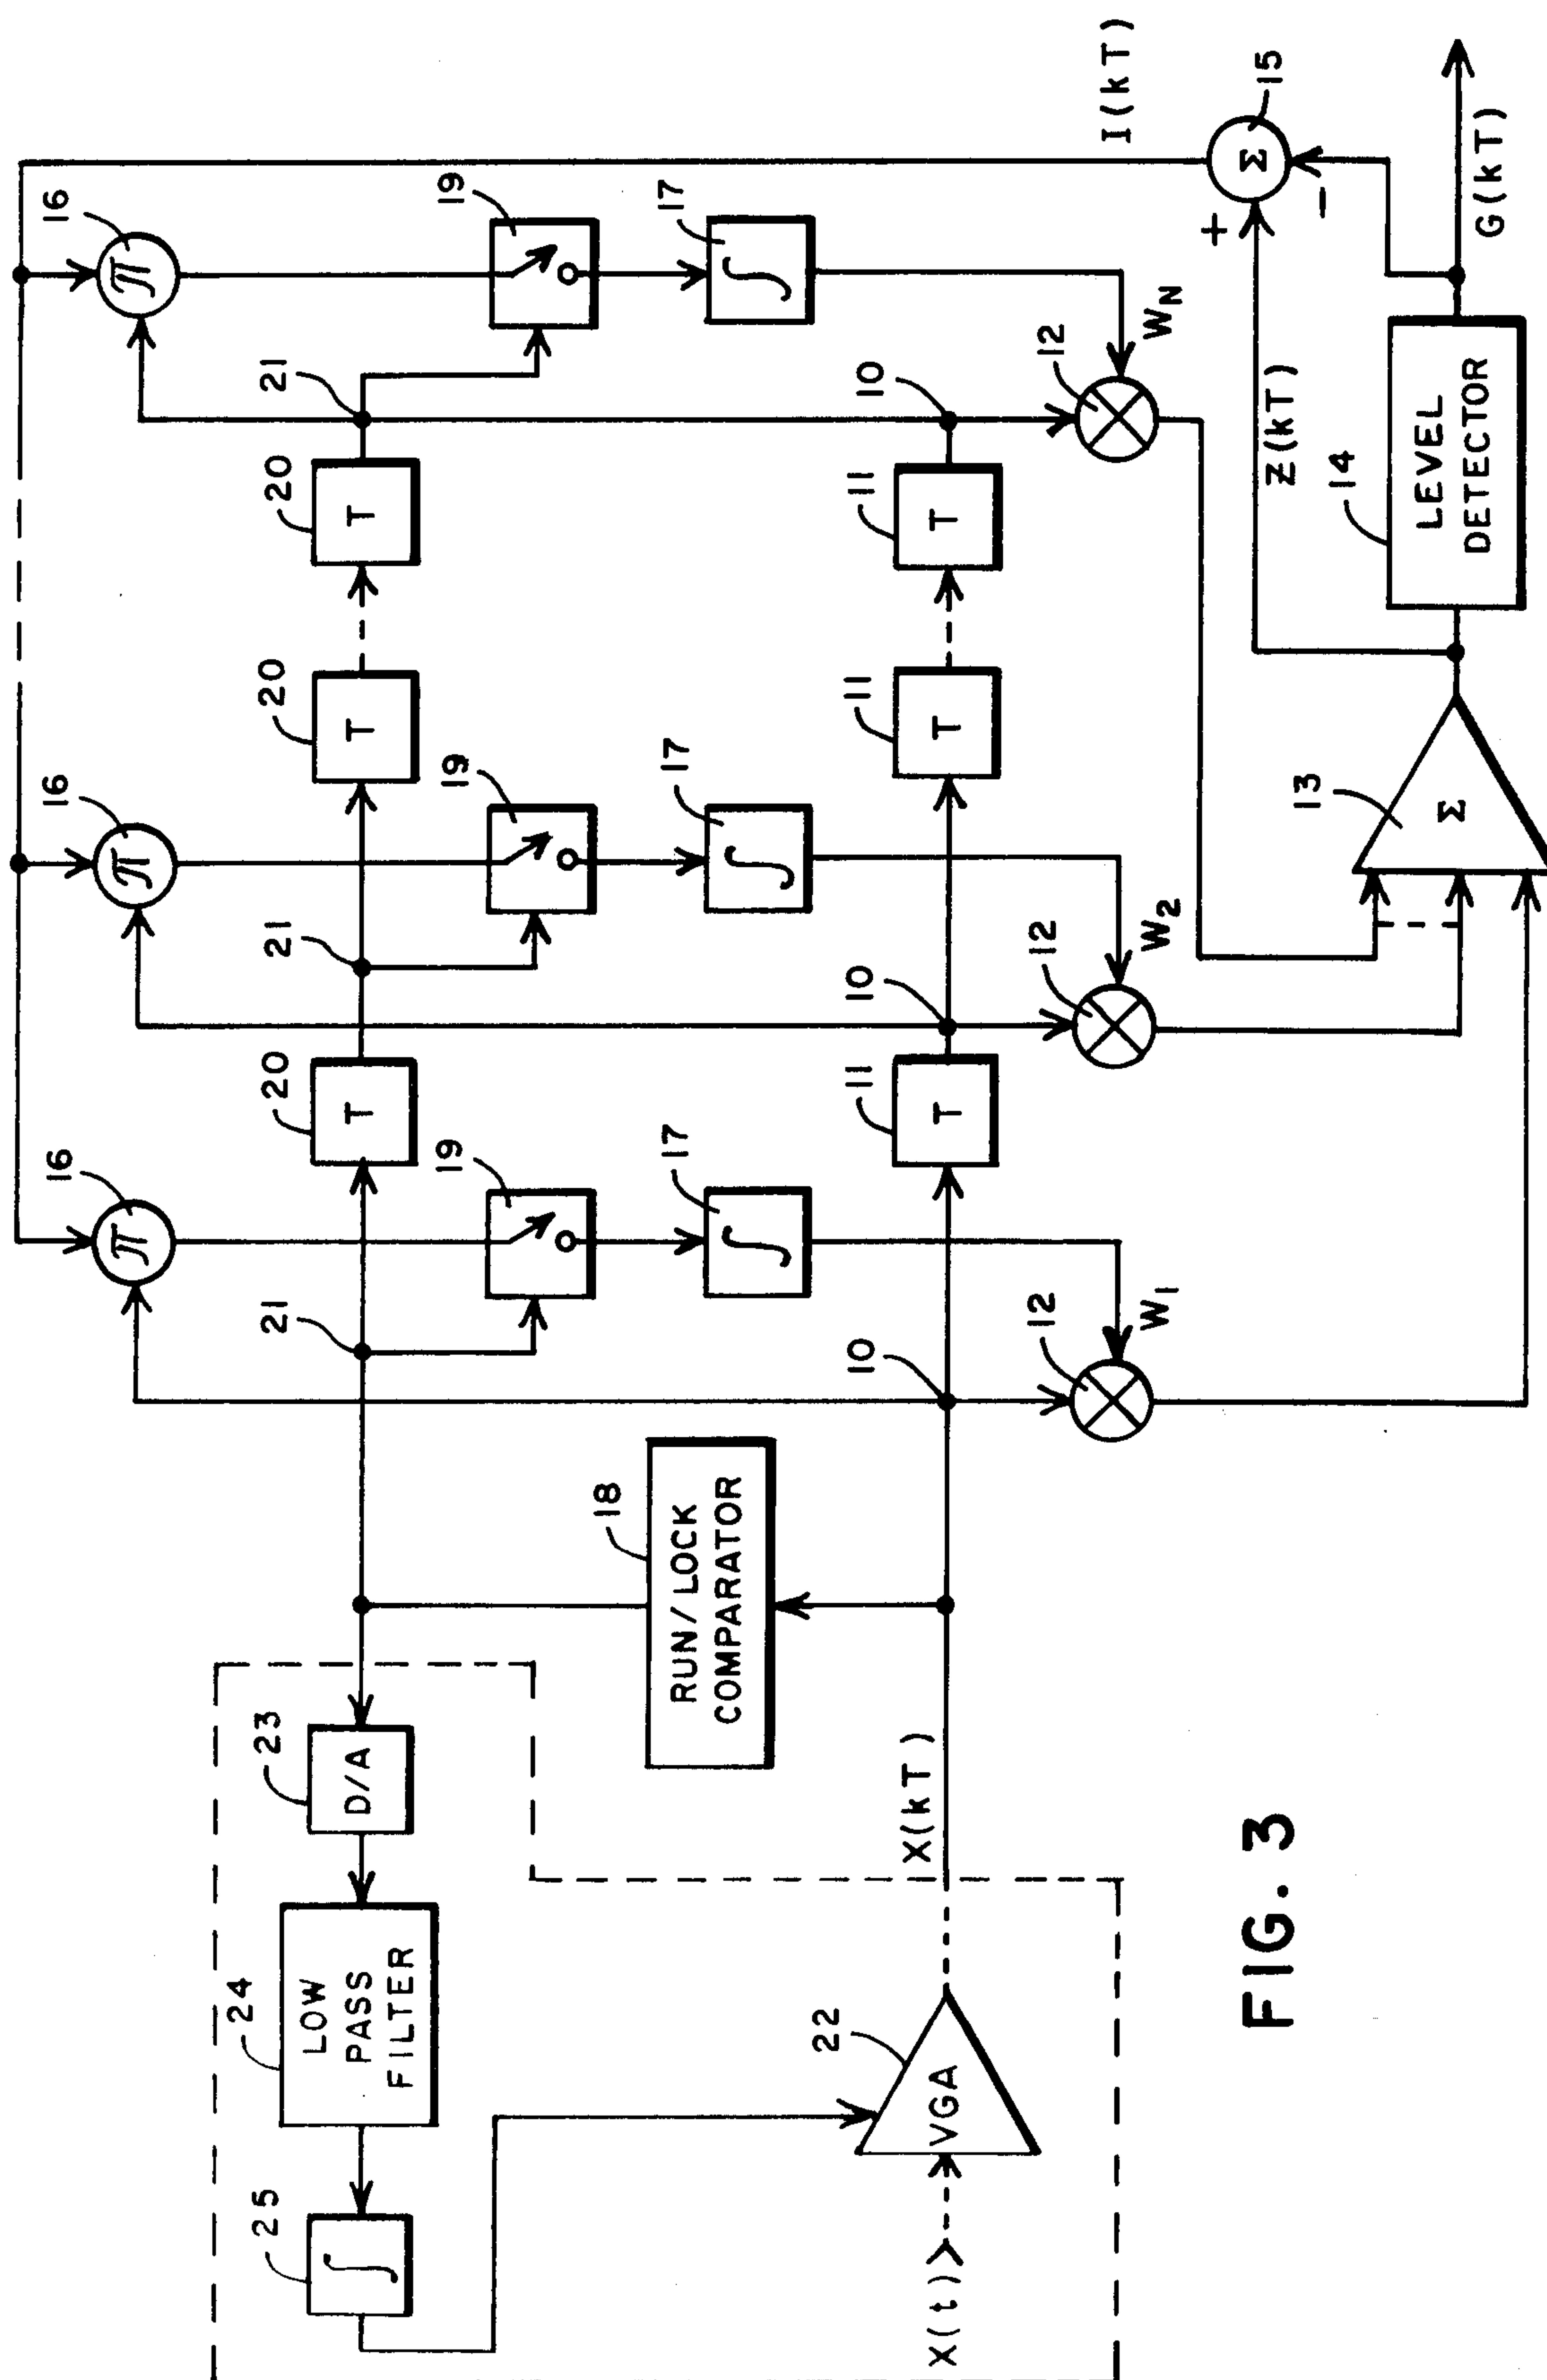 I(kT)
16
16
16
19
19
19
17
17
17
Σ
15
+
−
G(kT)
Z(kT)
21
21
21
20
20
20
T
T
T
10
10
10
11
11
11
T
T
T
12
12
12
WN
W2
W1
14
LEVEL
DETECTOR
13
Σ
18
RUN/LOCK
COMPARATOR
23
D/A
24
LOW
PASS
FILTER
25
22
VGA
X(kT)
X(t)
π
π
π
∫
∫
∫
∫
FIG. 3